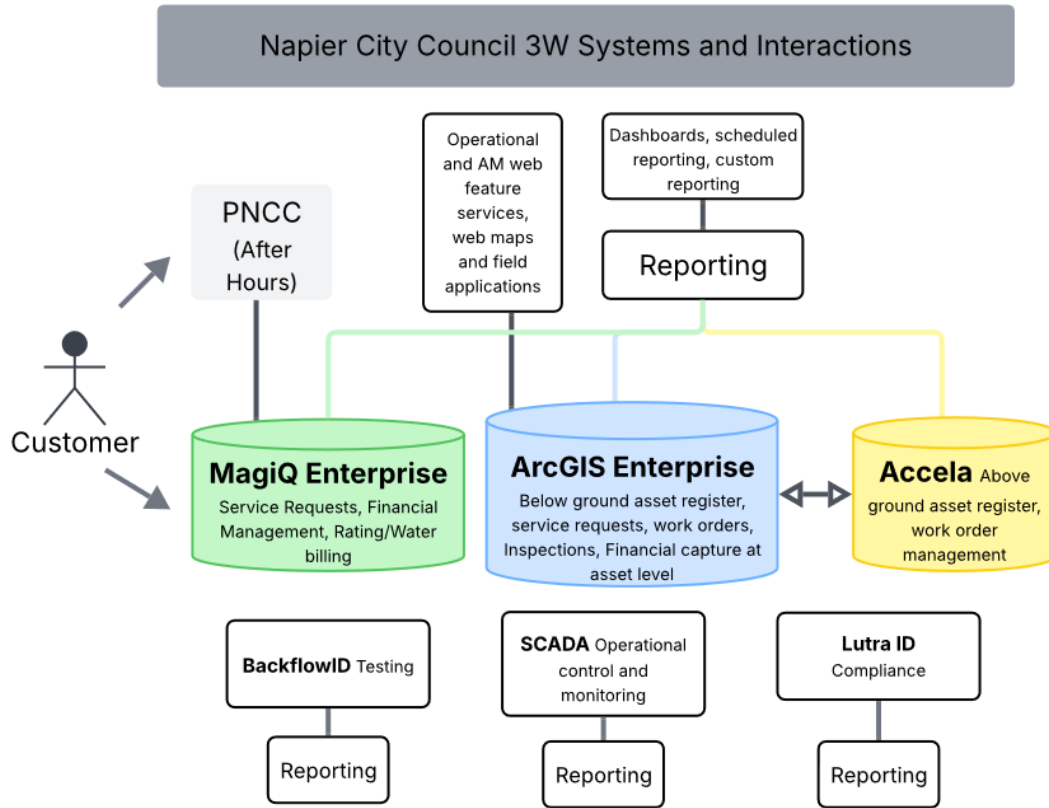 Napier City Council 3W Systems and Interactions
Operational
and AM web
feature
services,
web maps
and field
applications
Dashboards, scheduled
reporting, custom
reporting
PNCC
(After
Hours)
Reporting
Customer
MagiQ Enterprise
Service Requests, Financial
Management, Rating/Water
billing
ArcGIS Enterprise
Below ground asset register,
service requests, work orders,
Inspections, Financial capture at
asset level
Accela Above
ground asset register,
work order
management
BackflowID Testing
Reporting
SCADA Operational
control and
monitoring
Reporting
Lutra ID
Compliance
Reporting